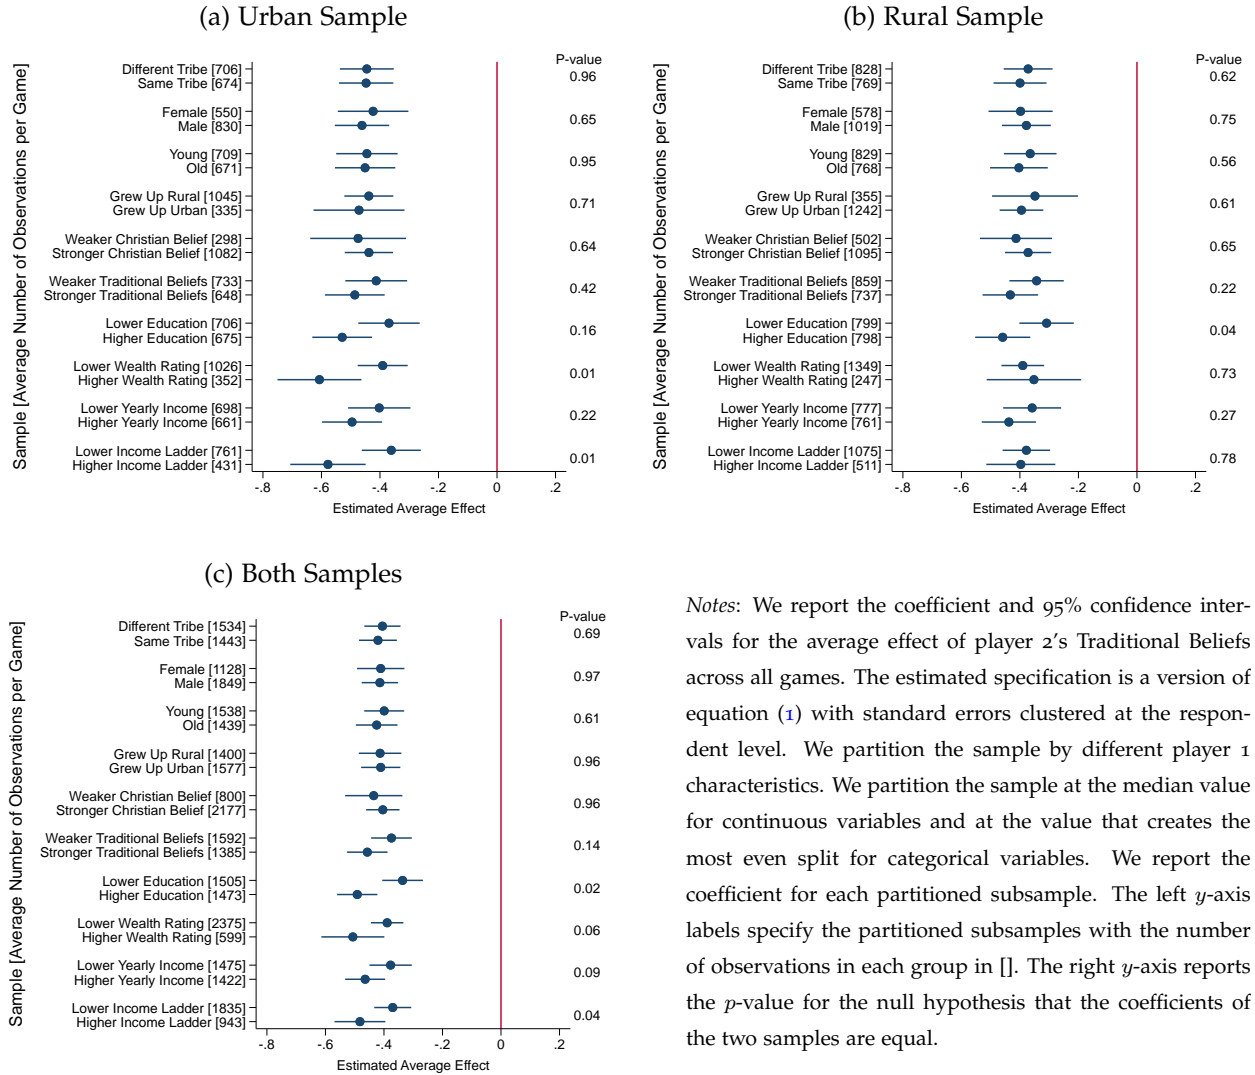 (a) Urban Sample
Sample [Average Number of Observations per Game]
P-value
Different Tribe [706]
Same Tribe [674]
0.96
Female [550]
Male [830]
0.65
Young [709]
Old [671]
0.95
Grew Up Rural [1045]
Grew Up Urban [335]
0.71
Weaker Christian Belief [298]
Stronger Christian Belief [1082]
0.64
Weaker Traditional Beliefs [733]
Stronger Traditional Beliefs [648]
0.42
Lower Education [706]
Higher Education [675]
0.16
Lower Wealth Rating [1026]
Higher Wealth Rating [352]
0.01
Lower Yearly Income [698]
Higher Yearly Income [661]
0.22
Lower Income Ladder [761]
Higher Income Ladder [431]
0.01
-.8 -.6 -.4 -.2 0 .2
Estimated Average Effect
(b) Rural Sample
Sample [Average Number of Observations per Game]
P-value
Different Tribe [828]
Same Tribe [769]
0.62
Female [578]
Male [1019]
0.75
Young [829]
Old [768]
0.56
Grew Up Rural [355]
Grew Up Urban [1242]
0.61
Weaker Christian Belief [502]
Stronger Christian Belief [1095]
0.65
Weaker Traditional Beliefs [859]
Stronger Traditional Beliefs [737]
0.22
Lower Education [799]
Higher Education [798]
0.04
Lower Wealth Rating [1349]
Higher Wealth Rating [247]
0.73
Lower Yearly Income [777]
Higher Yearly Income [761]
0.27
Lower Income Ladder [1075]
Higher Income Ladder [511]
0.78
-.8 -.6 -.4 -.2 0 .2
Estimated Average Effect
(c) Both Samples
Sample [Average Number of Observations per Game]
P-value
Different Tribe [1534]
Same Tribe [1443]
0.69
Female [1128]
Male [1849]
0.97
Young [1538]
Old [1439]
0.61
Grew Up Rural [1400]
Grew Up Urban [1577]
0.96
Weaker Christian Belief [800]
Stronger Christian Belief [2177]
0.96
Weaker Traditional Beliefs [1592]
Stronger Traditional Beliefs [1385]
0.14
Lower Education [1505]
Higher Education [1473]
0.02
Lower Wealth Rating [2375]
Higher Wealth Rating [599]
0.06
Lower Yearly Income [1475]
Higher Yearly Income [1422]
0.09
Lower Income Ladder [1835]
Higher Income Ladder [943]
0.04
-.8 -.6 -.4 -.2 0 .2
Estimated Average Effect
Notes: We report the coefficient and 95% confidence inter-
vals for the average effect of player 2's Traditional Beliefs
across all games. The estimated specification is a version of
equation (1) with standard errors clustered at the respon-
dent level. We partition the sample by different player 1
characteristics. We partition the sample at the median value
for continuous variables and at the value that creates the
most even split for categorical variables. We report the
coefficient for each partitioned subsample. The left y-axis
labels specify the partitioned subsamples with the number
of observations in each group in []. The right y-axis reports
the p-value for the null hypothesis that the coefficients of
the two samples are equal.